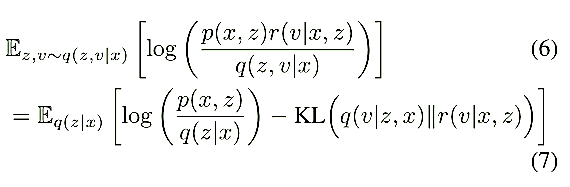 𝔼_{z,v∼q(z,v|x)} [ log ( p(x, z)r(v|x, z) / q(z, v|x) ) ] (6)
= 𝔼_{q(z|x)} [ log ( p(x, z) / q(z|x) ) − KL( q(v|z, x)‖r(v|x, z) ) ]
(7)